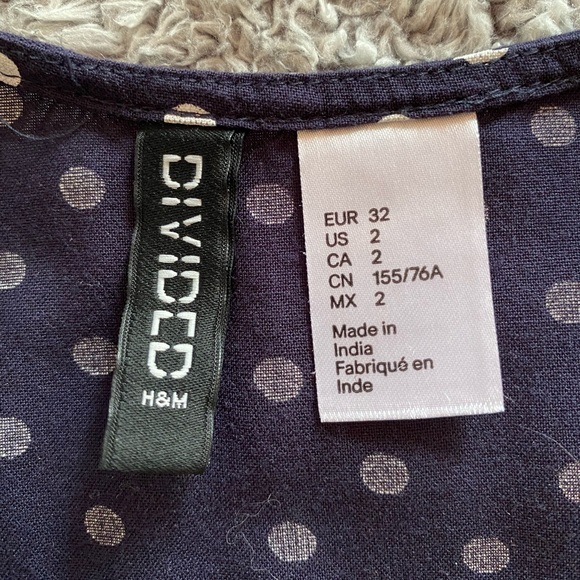 DIVIDED
H&M
EUR 32
US 2
CA 2
CN 155/76A
MX 2
Made in
India
Fabriqué en
Inde